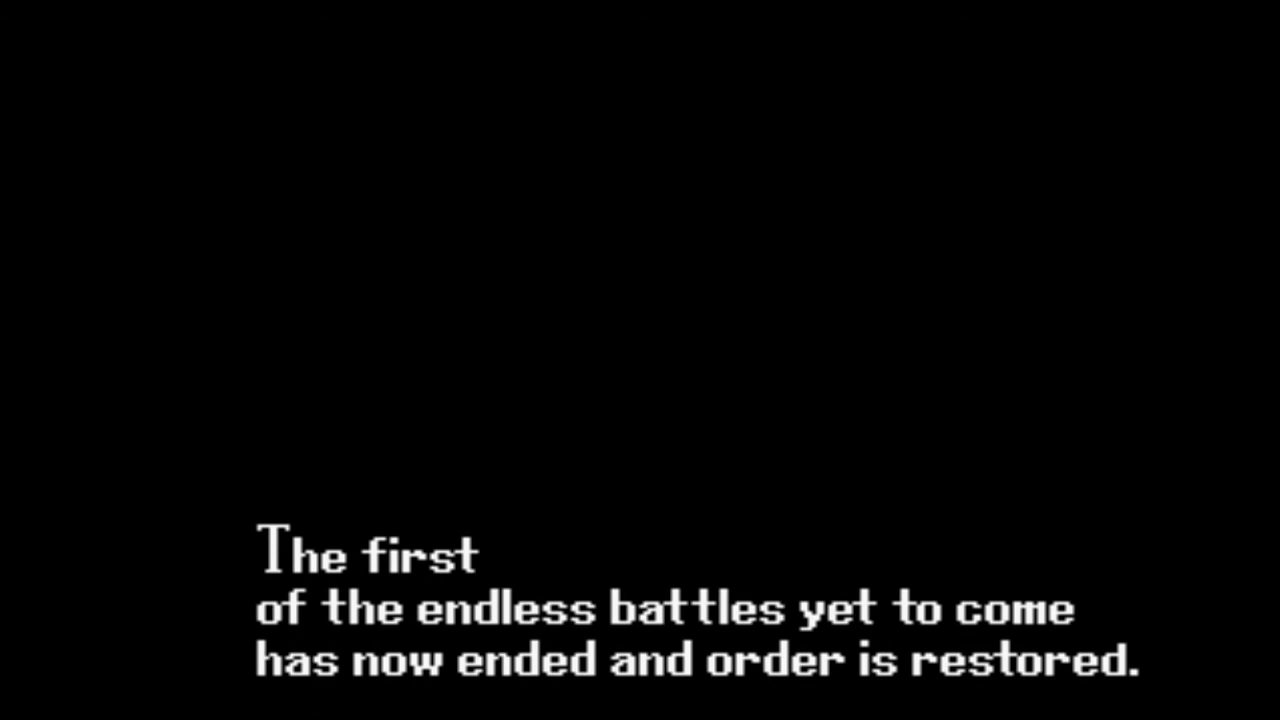 The first
of the endless battles yet to come
has now ended and order is restored.